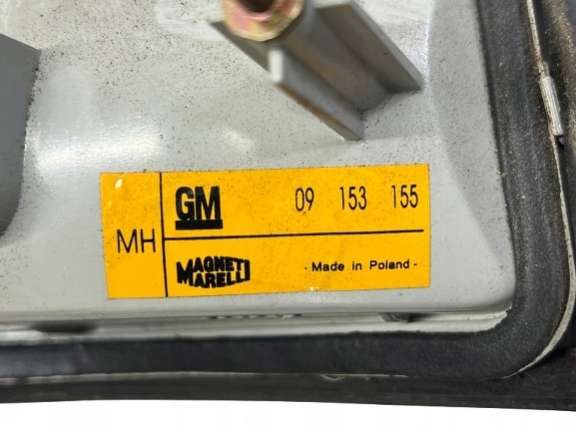 MH
GM 09 153 155
MAGNETI MARELLI
- Made in Poland -